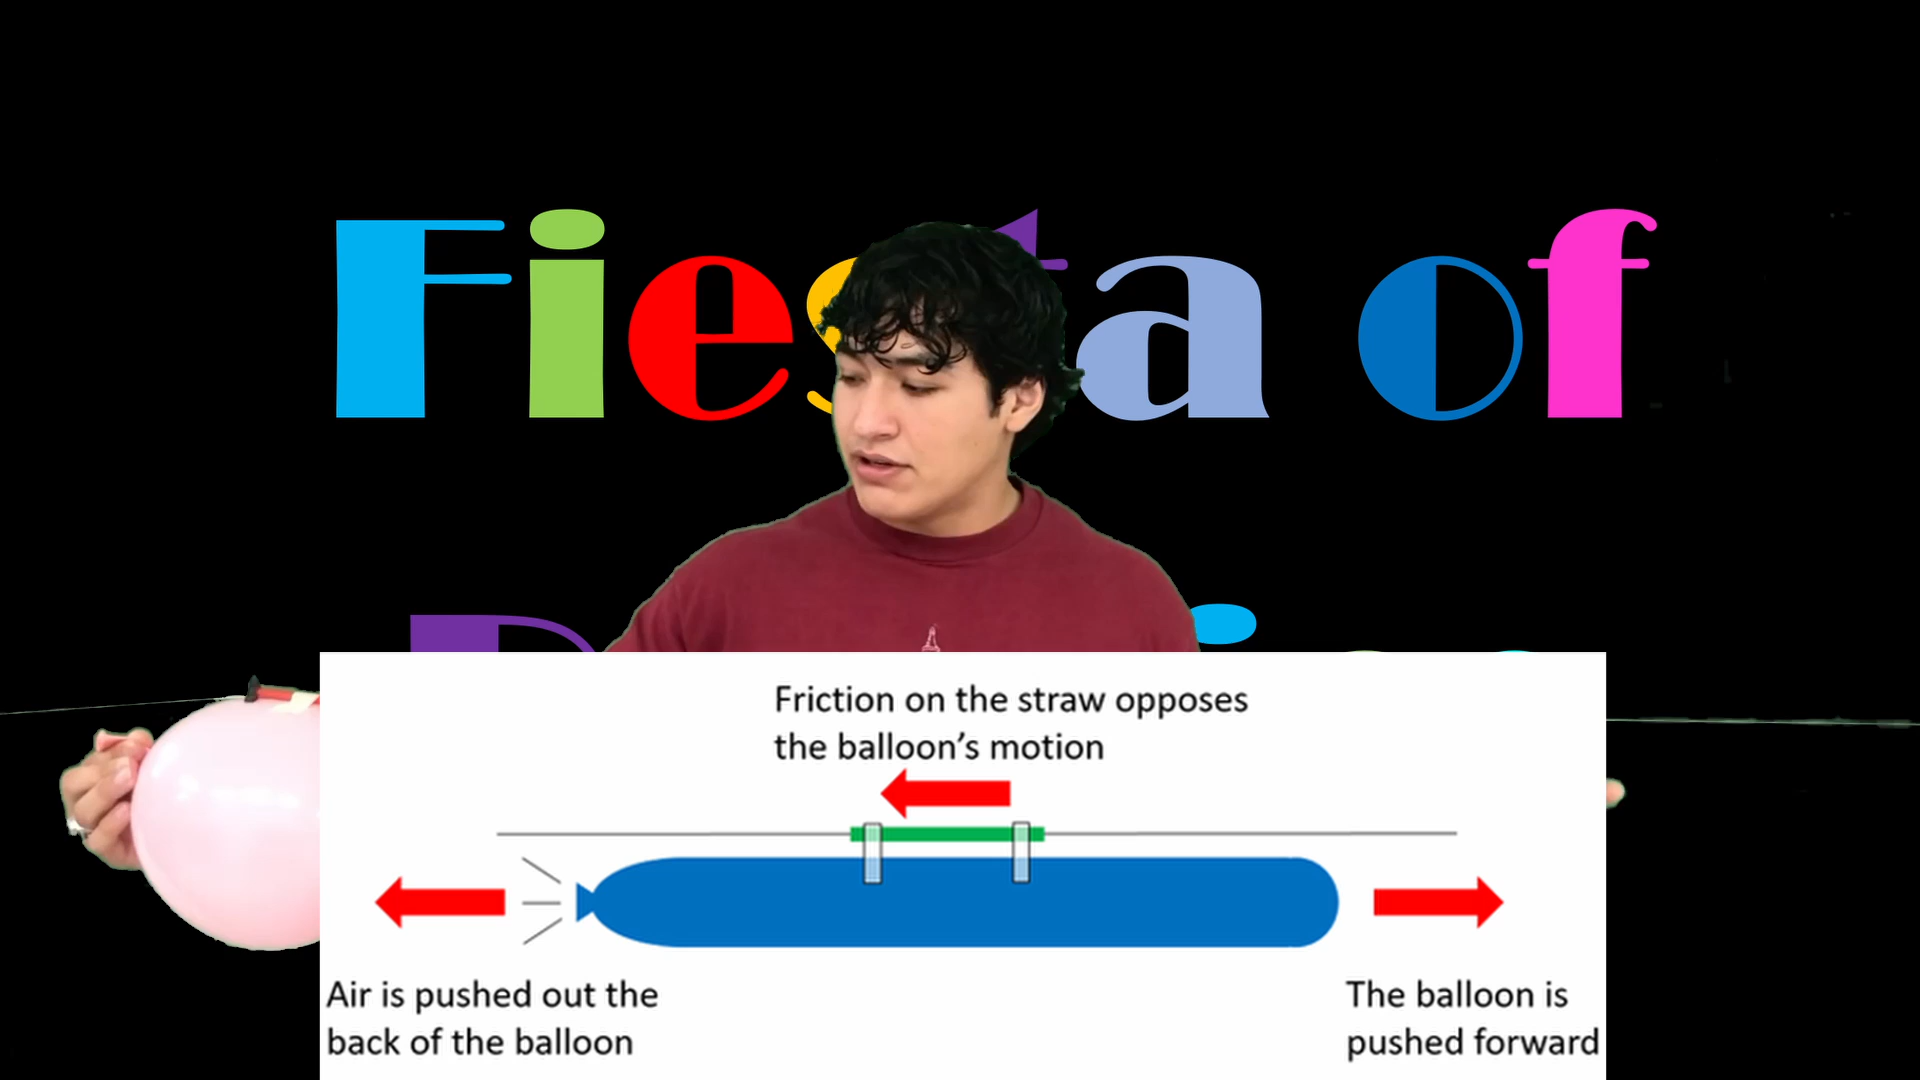 Fiesta of
Friction on the straw opposes
the balloon’s motion
Air is pushed out the
back of the balloon
The balloon is
pushed forward